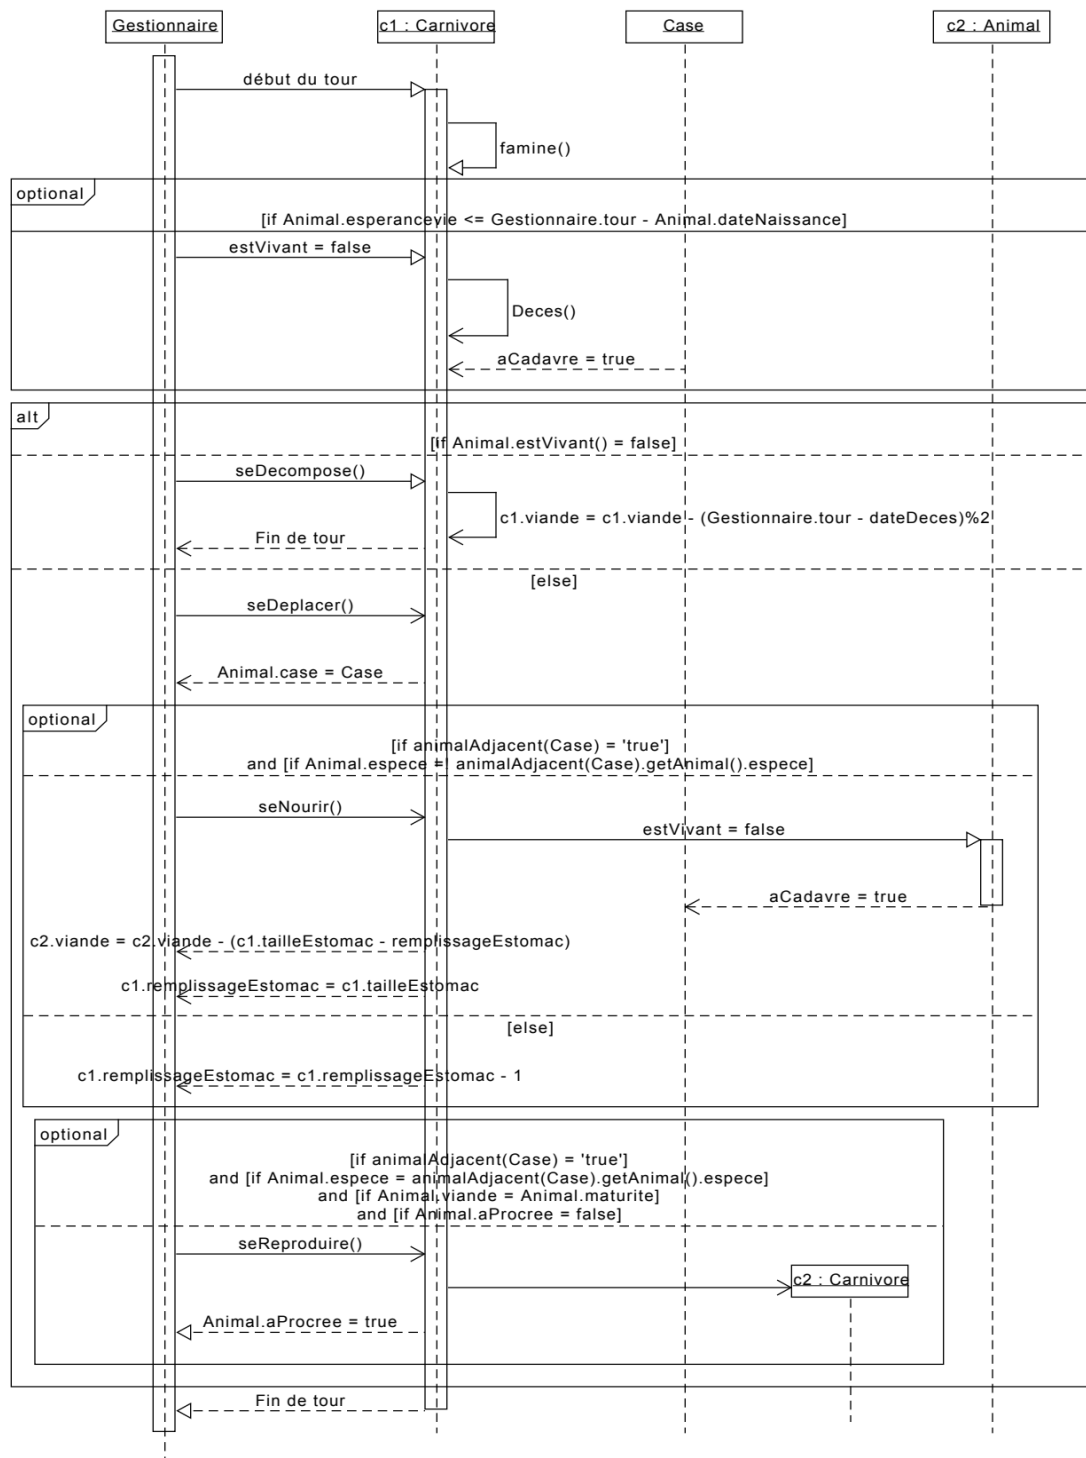 Gestionnaire
c1 : Carnivore
Case
c2 : Animal
début du tour
famine()
optional
[if Animal.esperancevie <= Gestionnaire.tour - Animal.dateNaissance]
estVivant = false
Deces()
aCadavre = true
alt
[if Animal.estVivant() = false]
seDecompose()
c1.viande = c1.viande - (Gestionnaire.tour - dateDeces)%2
Fin de tour
[else]
seDeplacer()
Animal.case = Case
optional
[if animalAdjacent(Case) = 'true']
and [if Animal.espece =! animalAdjacent(Case).getAnimal().espece]
seNourir()
estVivant = false
aCadavre = true
c2.viande = c2.viande - (c1.tailleEstomac - remplissageEstomac)
c1.remplissageEstomac = c1.tailleEstomac
[else]
c1.remplissageEstomac = c1.remplissageEstomac - 1
optional
[if animalAdjacent(Case) = 'true']
and [if Animal.espece = animalAdjacent(Case).getAnimal().espece]
and [if Animal.viande = Animal.maturite]
and [if Animal.aProcree = false]
seReproduire()
c2 : Carnivore
Animal.aProcree = true
Fin de tour